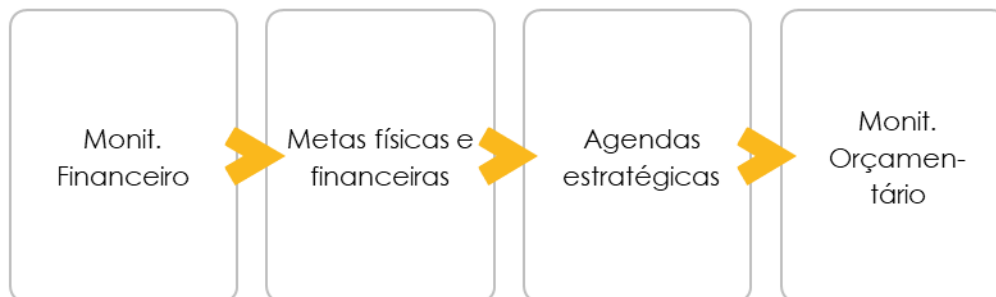 Monit.
Financeiro
Metas físicas e
financeiras
Agendas
estratégicas
Monit.
Orçamen-
tário